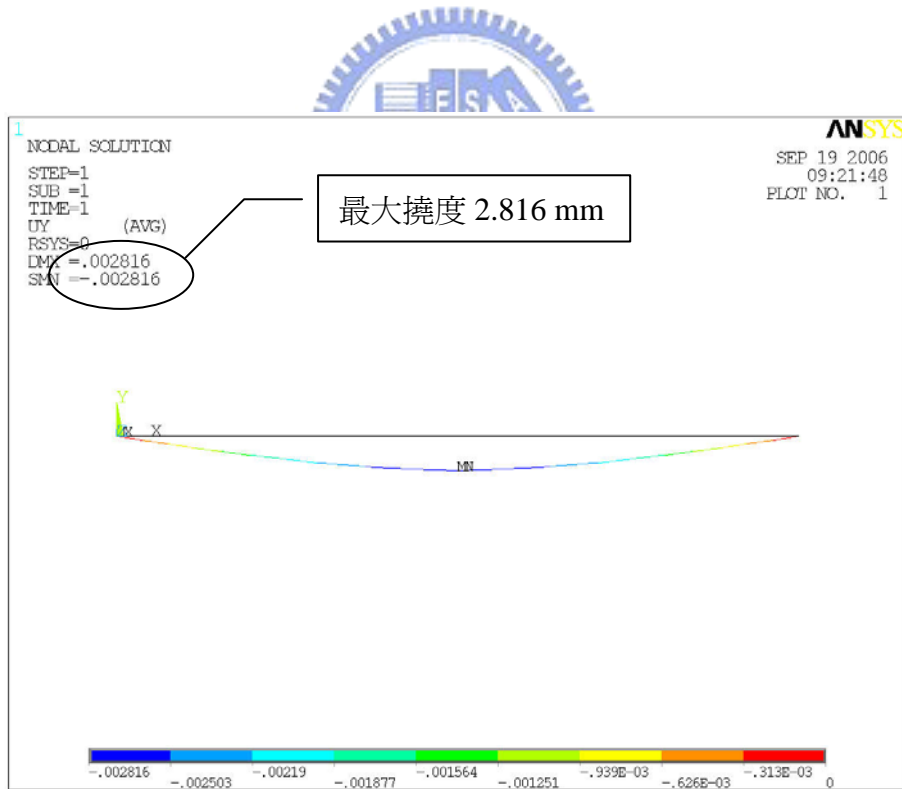 ESA
1
NODAL SOLUTION
STEP=1
SUB =1
TIME=1
UY (AVG)
RSYS=0
DMX =.002816
SMN =-.002816
ANSYS
SEP 19 2006
09:21:48
PLOT NO. 1
最大撓度 2.816 mm
Y
MX X
MN
-.002816
-.002503
-.00219
-.001877
-.001564
-.001251
-.939E-03
-.626E-03
-.313E-03
0